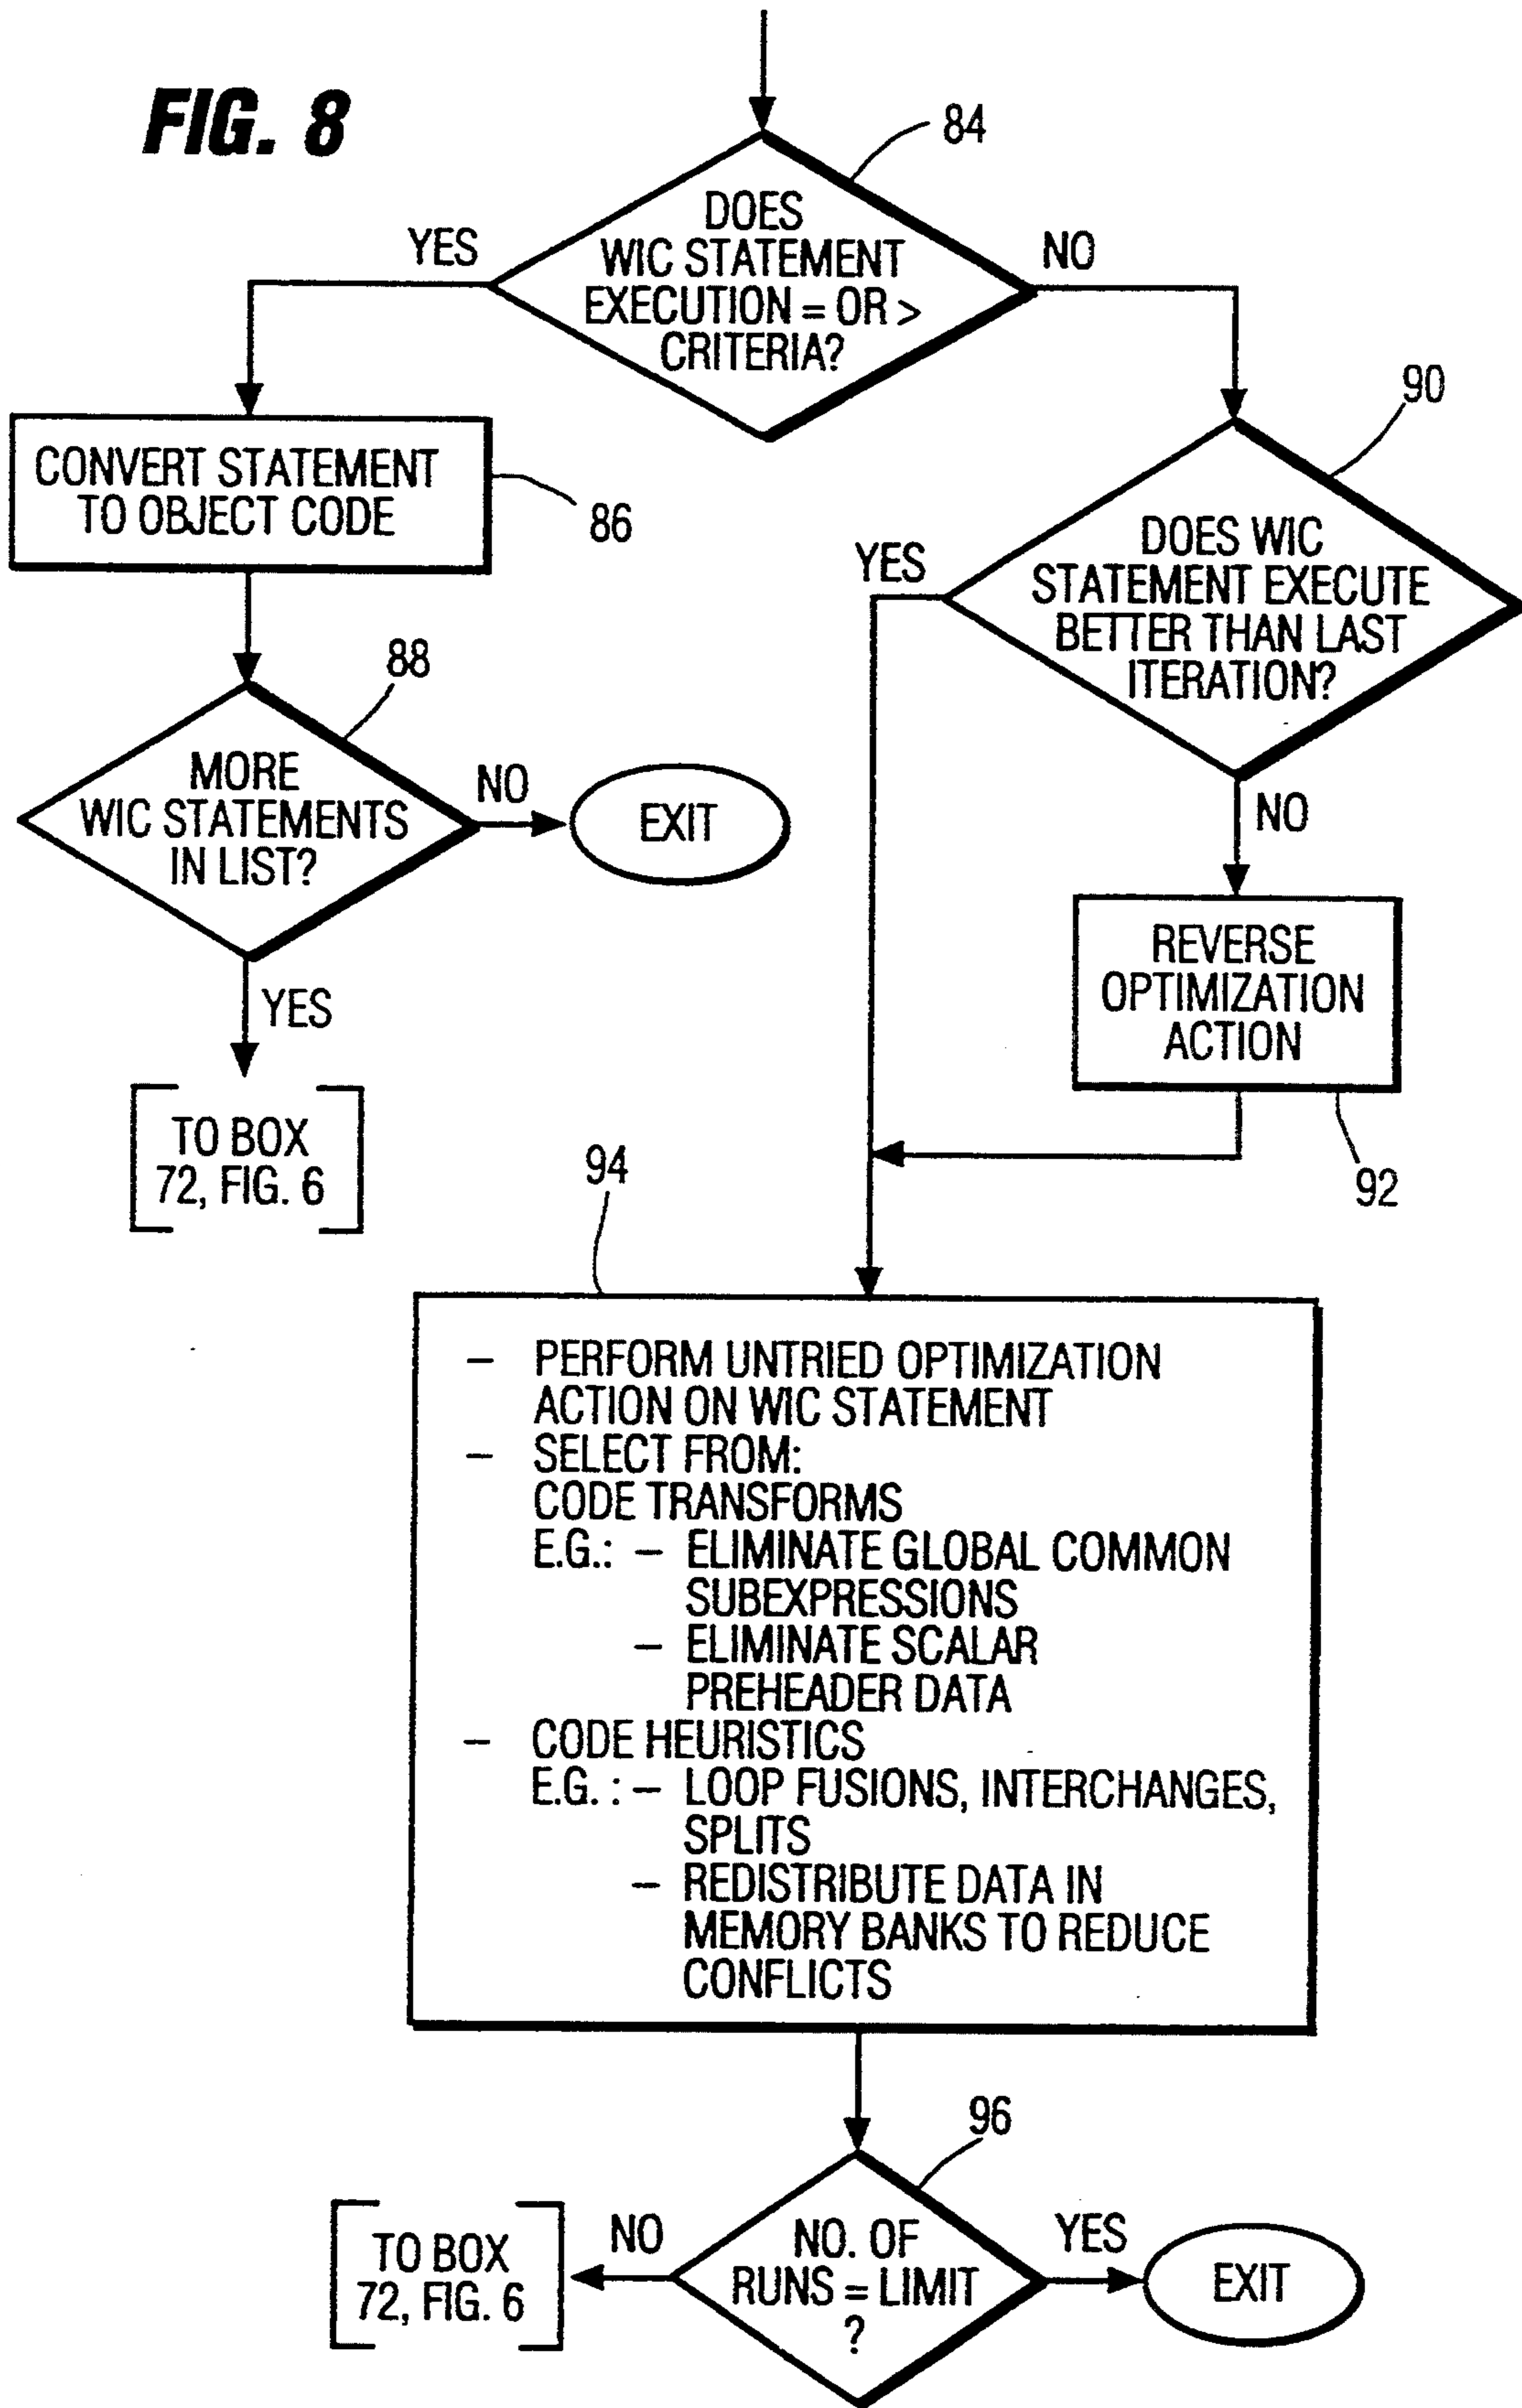 FIG. 8
84
DOES
WIC STATEMENT
EXECUTION = OR >
CRITERIA?
YES
NO
CONVERT STATEMENT
TO OBJECT CODE
86
90
DOES WIC
STATEMENT EXECUTE
BETTER THAN LAST
ITERATION?
YES
NO
88
MORE
WIC STATEMENTS
IN LIST?
NO
EXIT
YES
TO BOX
72, FIG. 6
REVERSE
OPTIMIZATION
ACTION
92
94
– PERFORM UNTRIED OPTIMIZATION
ACTION ON WIC STATEMENT
– SELECT FROM:
CODE TRANSFORMS
E.G.: – ELIMINATE GLOBAL COMMON
SUBEXPRESSIONS
– ELIMINATE SCALAR
PREHEADER DATA
– CODE HEURISTICS
E.G. : – LOOP FUSIONS, INTERCHANGES,
SPLITS
– REDISTRIBUTE DATA IN
MEMORY BANKS TO REDUCE
CONFLICTS
96
NO. OF
RUNS = LIMIT
?
NO
TO BOX
72, FIG. 6
YES
EXIT